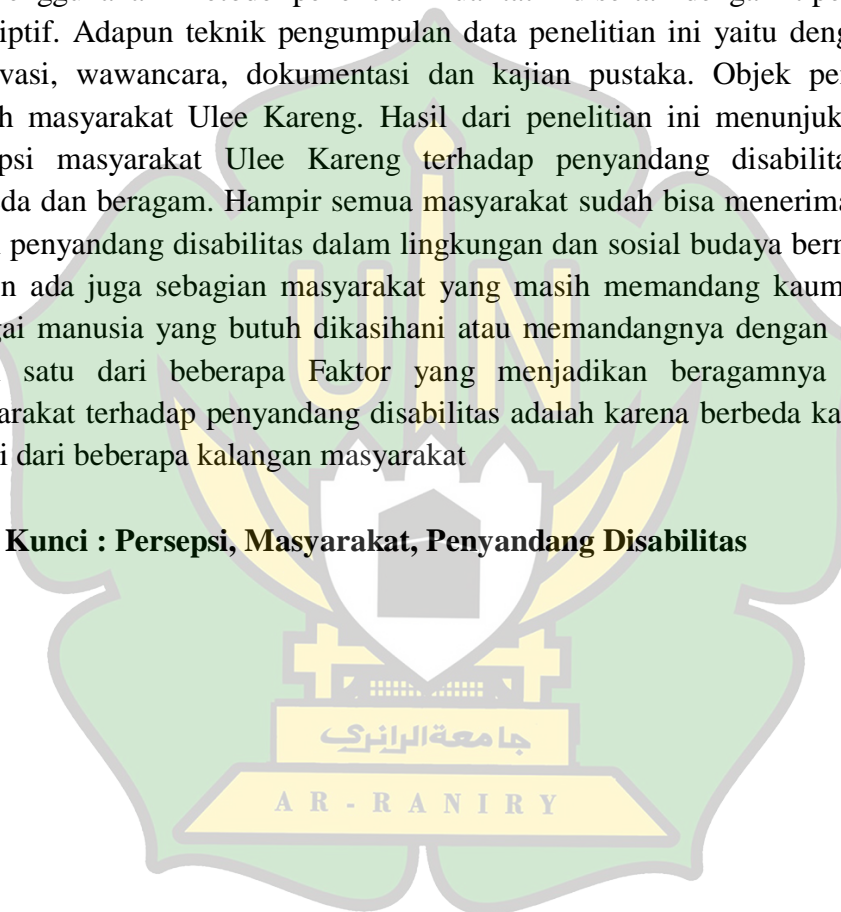 iptif. Adapun teknik pengumpulan data penelitian ini yaitu deng
vasi, wawancara, dokumentasi dan kajian pustaka. Objek pe
h masyarakat Ulee Kareng. Hasil dari penelitian ini menunjuk
psi masyarakat Ulee Kareng terhadap penyandang disabilita
da dan beragam. Hampir semua masyarakat sudah bisa menerima
penyandang disabilitas dalam lingkungan dan sosial budaya berm
n ada juga sebagian masyarakat yang masih memandang kaum
gai manusia yang butuh dikasihani atau memandangnya dengan
satu dari beberapa Faktor yang menjadikan beragamnya
arakat terhadap penyandang disabilitas adalah karena berbeda ka
i dari beberapa kalangan masyarakat
Kunci : Persepsi, Masyarakat, Penyandang Disabilitas
UIN
جامعة الرانري
AR-RANIRY